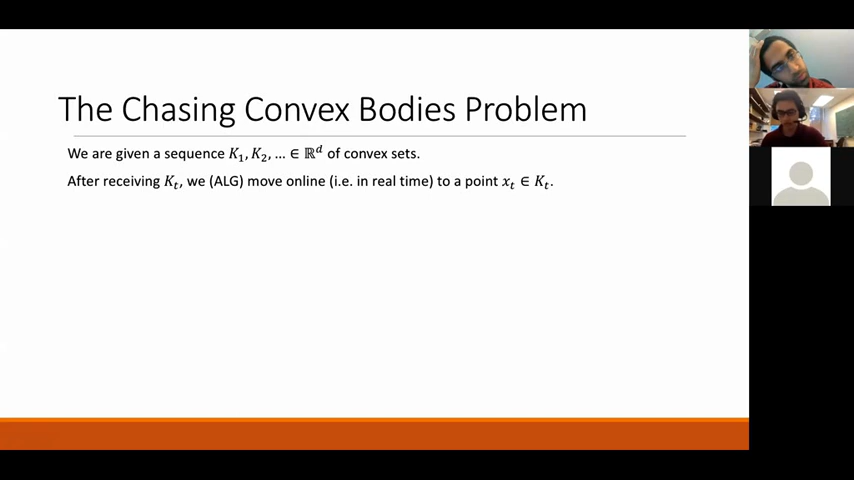 The Chasing Convex Bodies Problem
We are given a sequence 𝐾₁, 𝐾₂, … ∈ ℝᵈ of convex sets.
After receiving 𝐾ₜ, we (ALG) move online (i.e. in real time) to a point 𝑥ₜ ∈ 𝐾ₜ.